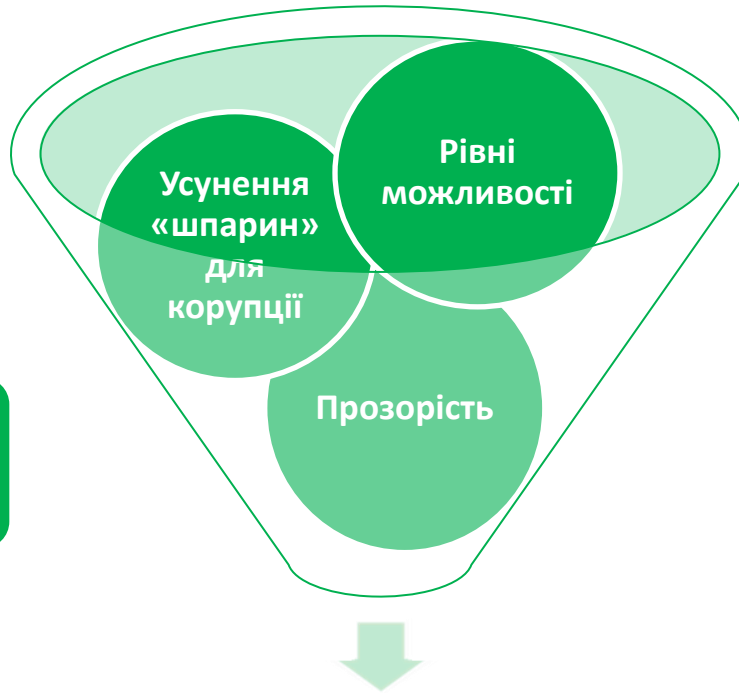 Рівні
можливості
Усунення
«шпарин»
для
корупції
Прозорість